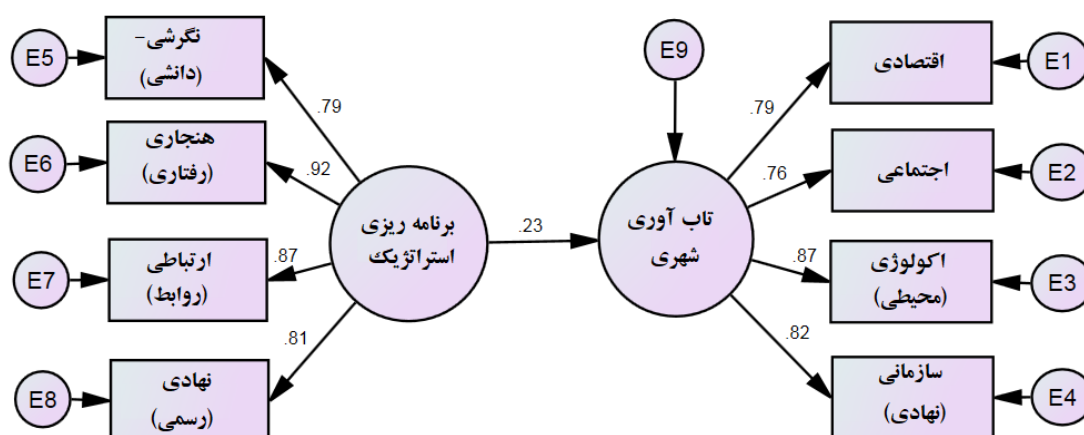 E5
نگرشی-
(دانشی)
.79
E6
هنجاری
(رفتاری)
.92
E7
ارتباطی
(روابط)
.87
E8
نهادی
(رسمی)
.81
برنامه ریزی
استراتژیک
.23
E9
تاب آوری
شهری
.79
اقتصادی
E1
.76
اجتماعی
E2
.87
اکولوژی
(محیطی)
E3
.82
سازمانی
(نهادی)
E4